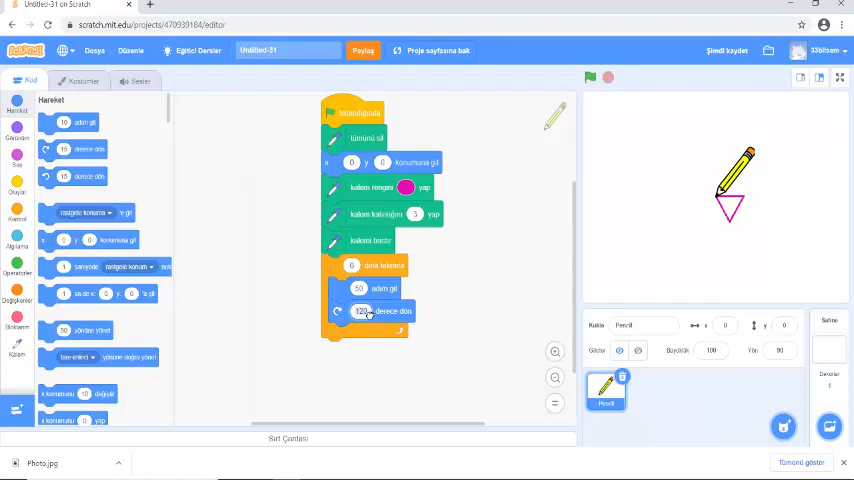 Untitled-31 on Scratch
scratch.mit.edu/projects/470939184/editor
SCRATCH Dosya Düzenle Eğitici Dersler Untitled-31 Paylaş Proje sayfasına bak Şimdi kaydet 33bilsem
Kod Kostümler Sesler
Hareket
Görünüm
Ses
Olaylar
Kontrol
Algılama
Operatörler
Değişkenler
Bloklarım
Kalem
Hareket
10 adım git
15 derece dön
15 derece dön
rastgele konuma 'e git
x: 0 y: 0 konumuna git
1 saniyede rastgele konum
1 sn.de x: 0 y: 0 'a git
90 yönüne yönel
fare imleci yönüne doğru yönel
x konumunu 10 değiştir
x konumunu 0 yap
tıklandığında
tümünü sil
x 0 y 0 konumuna git
kalem rengini yap
kalem kalınlığını 3 yap
kalemi bastır
6 defa tekrarla
50 adım git
120 derece dön
Sırt Çantası
Kukla Pencil x 0 y 0
Göster Büyüklük 100 Yön 90
Pencil
Sahne
Dekorlar
1
Photo.jpg
Tümünü göster